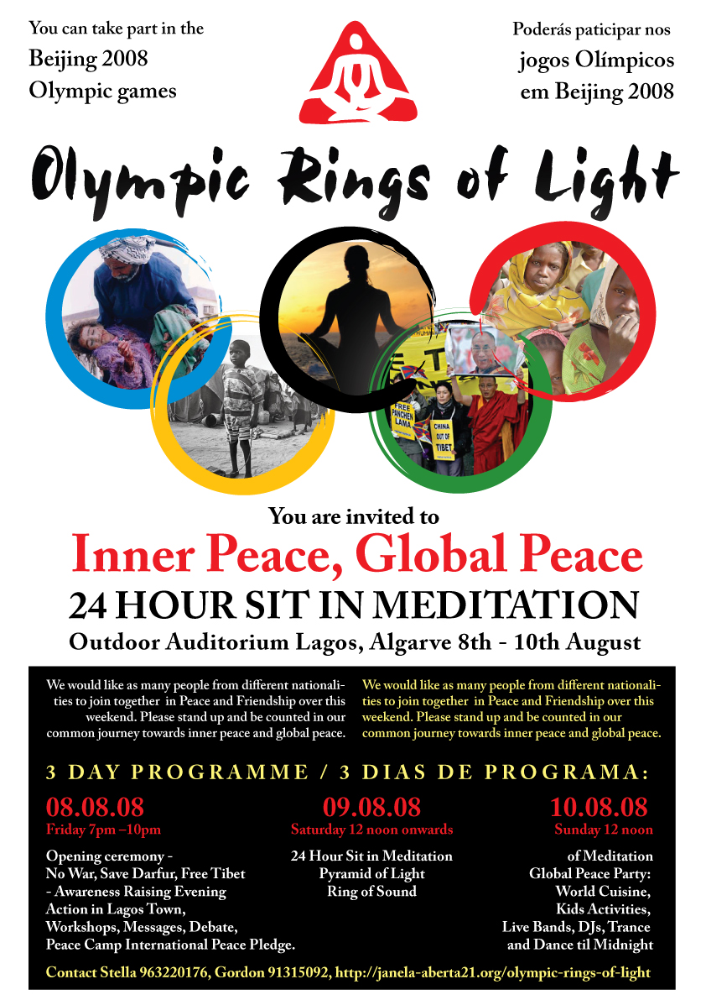 You can take part in the
Beijing 2008
Olympic games
Poderás paticipar nos
jogos Olímpicos
em Beijing 2008
Olympic Rings of Light
FREE
PANCHEN
LAMA
CHINA
OUT OF
TIBET
You are invited to
Inner Peace, Global Peace
24 HOUR SIT IN MEDITATION
Outdoor Auditorium Lagos, Algarve 8th - 10th August
We would like as many people from different nationali-
ties to join together in Peace and Friendship over this
weekend. Please stand up and be counted in our
common journey towards inner peace and global peace.
We would like as many people from different nationali-
ties to join together in Peace and Friendship over this
weekend. Please stand up and be counted in our
common journey towards inner peace and global peace.
3 DAY PROGRAMME / 3 DIAS DE PROGRAMA:
08.08.08
Friday 7pm –10pm
Opening ceremony -
No War, Save Darfur, Free Tibet
- Awareness Raising Evening
Action in Lagos Town,
Workshops, Messages, Debate,
Peace Camp International Peace Pledge.
09.08.08
Saturday 12 noon onwards
24 Hour Sit in Meditation
Pyramid of Light
Ring of Sound
10.08.08
Sunday 12 noon
of Meditation
Global Peace Party:
World Cuisine,
Kids Activities,
Live Bands, DJs, Trance
and Dance til Midnight
Contact Stella 963220176, Gordon 91315092, http://janela-aberta21.org/olympic-rings-of-light